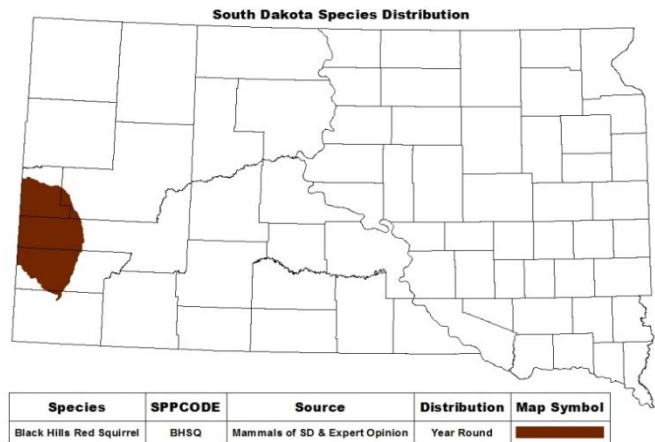 South Dakota Species Distribution
Species SPPCODE Source Distribution Map Symbol
Black Hills Red Squirrel BHSQ Mammals of SD & Expert Opinion Year Round